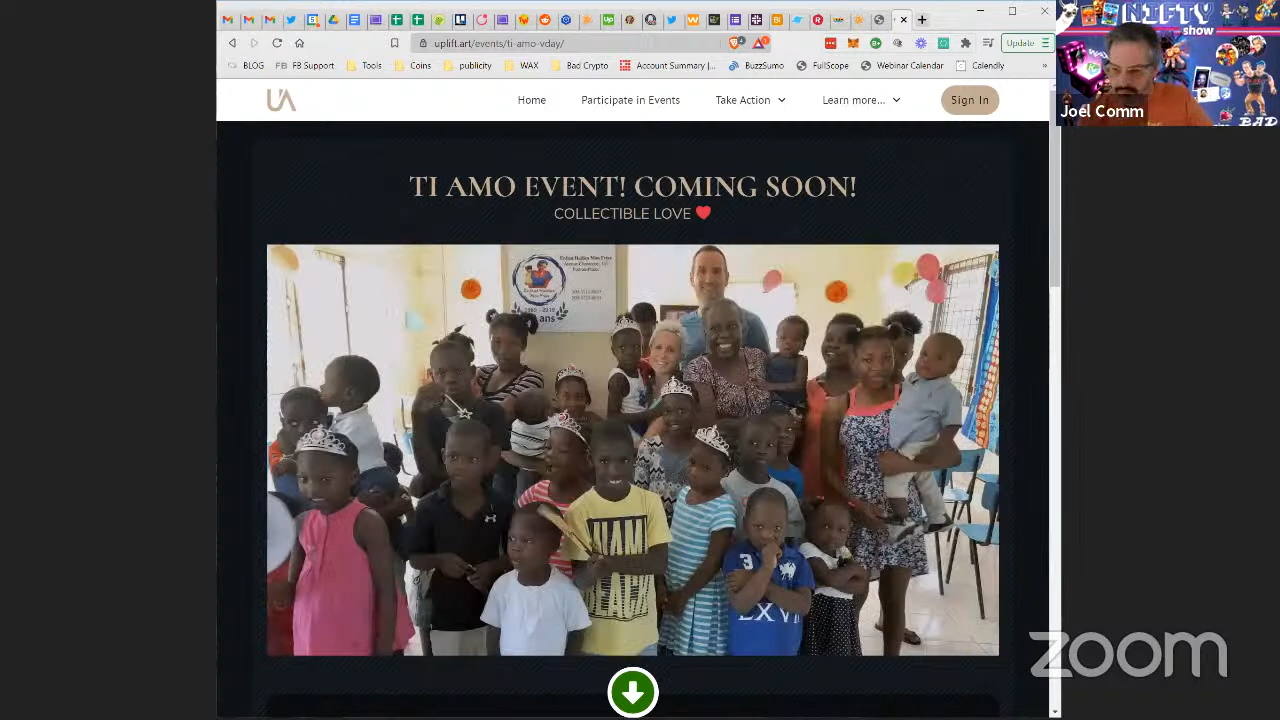 uplift.art/events/ti-amo-vday/
Update
BLOG
FB Support
Tools
Coins
publicity
Bad Crypto
Account Summary |...
BuzzSumo
FullScope
Webinar Calendar
Calendly
NIFTY
show
BAD
Joel Comm
UA
Home
Participate in Events
Take Action
Learn more...
Sign In
TI AMO EVENT! COMING SOON!
COLLECTIBLE LOVE ❤
zoom